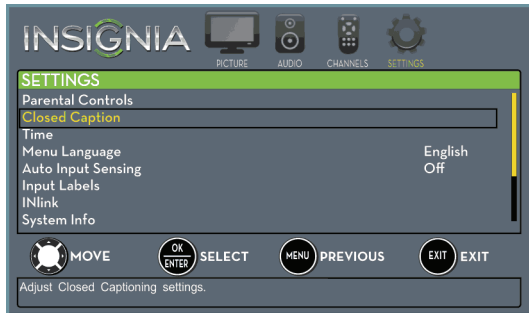 INSIGNIA
PICTURE AUDIO CHANNELS SETTINGS
SETTINGS
Parental Controls
Closed Caption
Time
Menu Language English
Auto Input Sensing Off
Input Labels
INlink
System Info
MOVE OK ENTER SELECT MENU PREVIOUS EXIT EXIT
Adjust Closed Captioning settings.